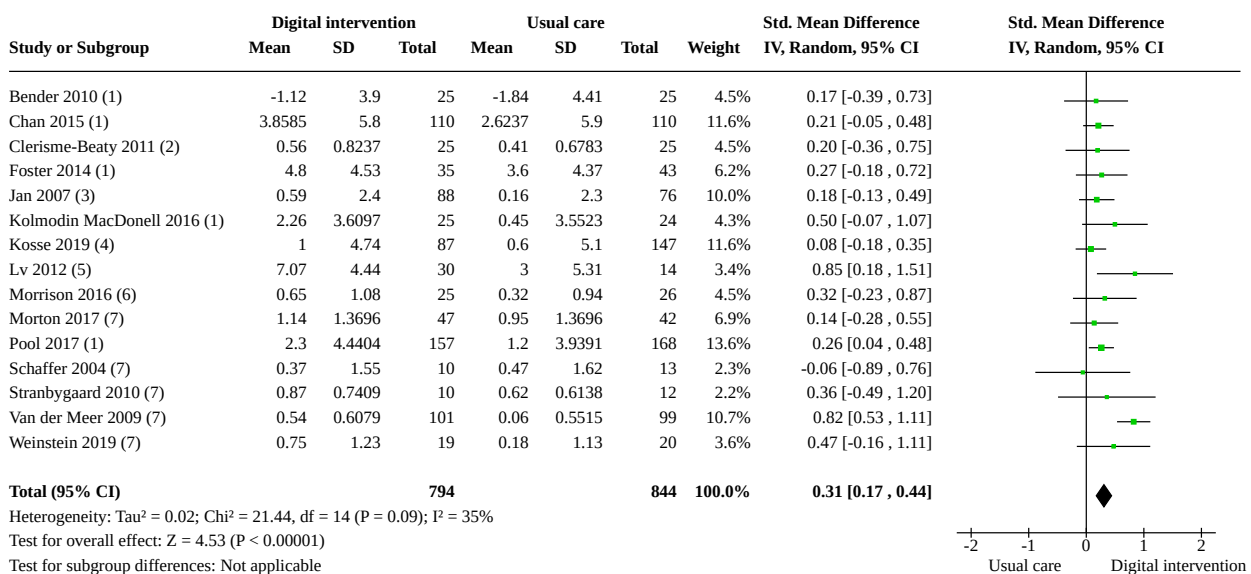 Digital intervention Usual care Std. Mean Difference Std. Mean Difference
Study or Subgroup Mean SD Total Mean SD Total Weight IV, Random, 95% CI IV, Random, 95% CI
Bender 2010 (1) -1.12 3.9 25 -1.84 4.41 25 4.5% 0.17 [-0.39 , 0.73]
Chan 2015 (1) 3.8585 5.8 110 2.6237 5.9 110 11.6% 0.21 [-0.05 , 0.48]
Clerisme-Beaty 2011 (2) 0.56 0.8237 25 0.41 0.6783 25 4.5% 0.20 [-0.36 , 0.75]
Foster 2014 (1) 4.8 4.53 35 3.6 4.37 43 6.2% 0.27 [-0.18 , 0.72]
Jan 2007 (3) 0.59 2.4 88 0.16 2.3 76 10.0% 0.18 [-0.13 , 0.49]
Kolmodin MacDonell 2016 (1) 2.26 3.6097 25 0.45 3.5523 24 4.3% 0.50 [-0.07 , 1.07]
Kosse 2019 (4) 1 4.74 87 0.6 5.1 147 11.6% 0.08 [-0.18 , 0.35]
Lv 2012 (5) 7.07 4.44 30 3 5.31 14 3.4% 0.85 [0.18 , 1.51]
Morrison 2016 (6) 0.65 1.08 25 0.32 0.94 26 4.5% 0.32 [-0.23 , 0.87]
Morton 2017 (7) 1.14 1.3696 47 0.95 1.3696 42 6.9% 0.14 [-0.28 , 0.55]
Pool 2017 (1) 2.3 4.4404 157 1.2 3.9391 168 13.6% 0.26 [0.04 , 0.48]
Schaffer 2004 (7) 0.37 1.55 10 0.47 1.62 13 2.3% -0.06 [-0.89 , 0.76]
Stranbygaard 2010 (7) 0.87 0.7409 10 0.62 0.6138 12 2.2% 0.36 [-0.49 , 1.20]
Van der Meer 2009 (7) 0.54 0.6079 101 0.06 0.5515 99 10.7% 0.82 [0.53 , 1.11]
Weinstein 2019 (7) 0.75 1.23 19 0.18 1.13 20 3.6% 0.47 [-0.16 , 1.11]
Total (95% CI) 794 844 100.0% 0.31 [0.17 , 0.44]
Heterogeneity: Tau² = 0.02; Chi² = 21.44, df = 14 (P = 0.09); I² = 35%
Test for overall effect: Z = 4.53 (P < 0.00001)
-2 -1 0 1 2
Test for subgroup differences: Not applicable Usual care Digital intervention